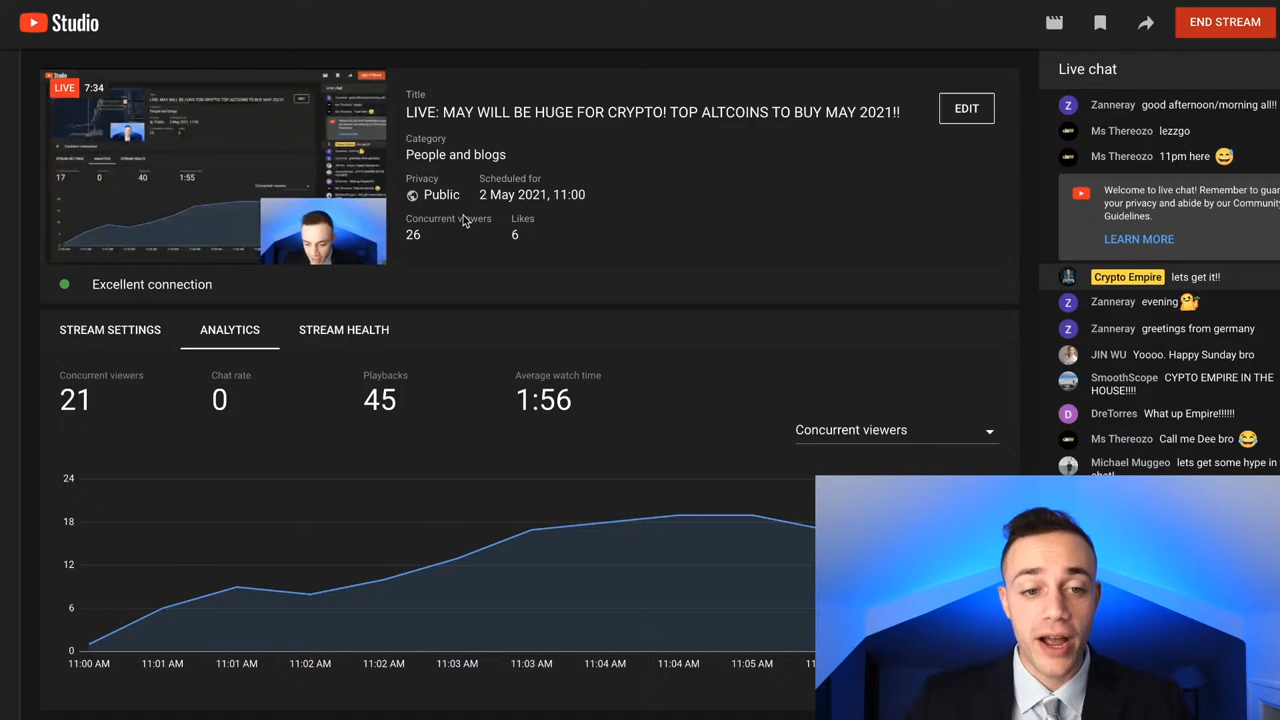 Studio
END STREAM
LIVE 7:34
Title
LIVE: MAY WILL BE HUGE FOR CRYPTO! TOP ALTCOINS TO BUY MAY 2021!!
EDIT
Category
People and blogs
Privacy
Scheduled for
Public
2 May 2021, 11:00
Concurrent viewers
Likes
26
6
Excellent connection
STREAM SETTINGS
ANALYTICS
STREAM HEALTH
Concurrent viewers
Chat rate
Playbacks
Average watch time
21
0
45
1:56
Concurrent viewers
24
18
12
6
0
11:00 AM
11:01 AM
11:01 AM
11:02 AM
11:02 AM
11:03 AM
11:03 AM
11:04 AM
11:04 AM
11:05 AM
Live chat
Zanneray good afternoon/morning all!!
Ms Thereozo lezzgo
Ms Thereozo 11pm here
Welcome to live chat! Remember to guar
your privacy and abide by our Community
Guidelines.
LEARN MORE
Crypto Empire lets get it!!
Zanneray evening
Zanneray greetings from germany
JIN WU Yoooo. Happy Sunday bro
SmoothScope CYPTO EMPIRE IN THE
HOUSE!!!!
DreTorres What up Empire!!!!!!
Ms Thereozo Call me Dee bro
Michael Muggeo lets get some hype in